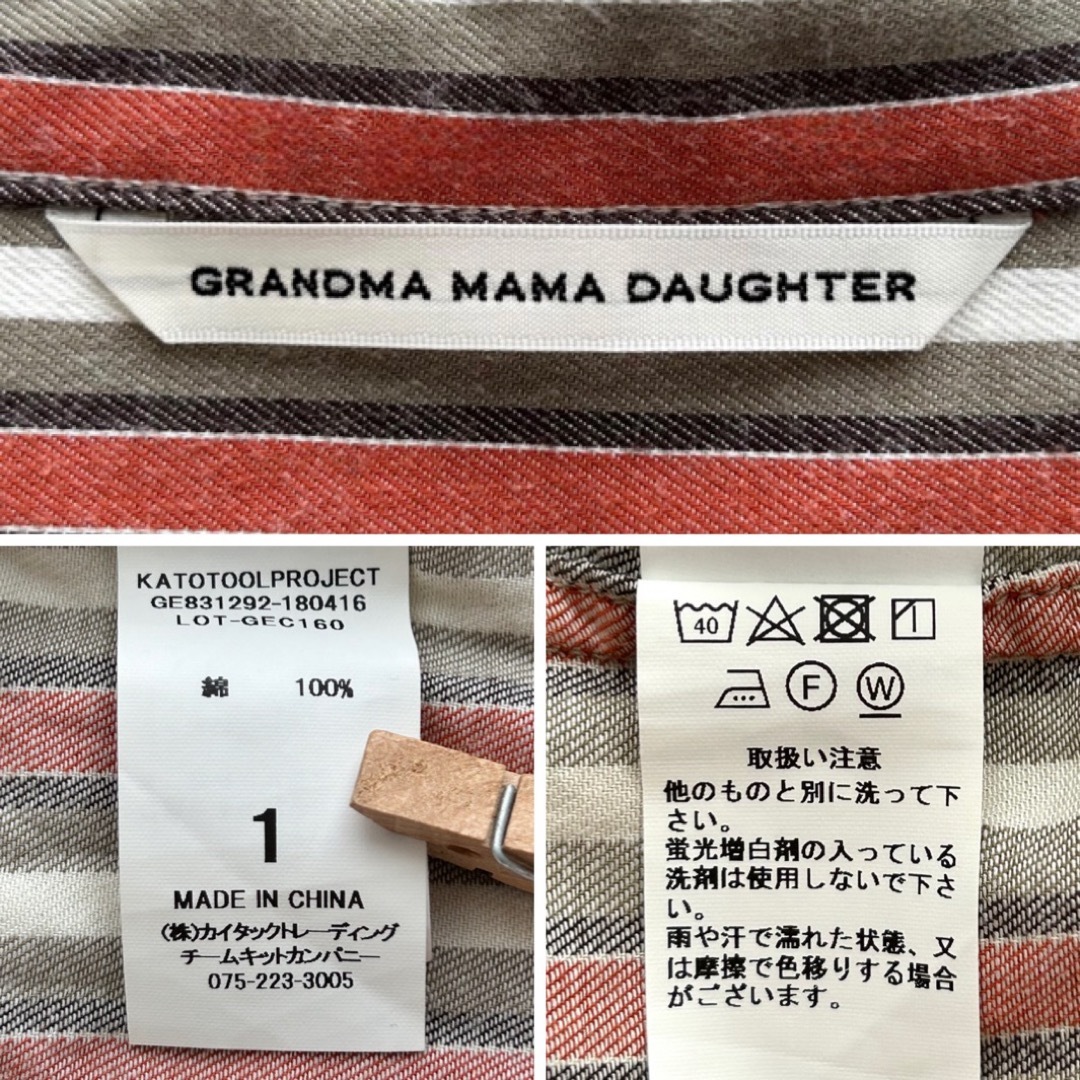 GRANDMA MAMA DAUGHTER
KATOTOOLPROJECT
GE831292-180416
LOT-GEC160
綿 100%
1
MADE IN CHINA
(株)カイタックトレーディング
チームキットカンパニー
075-223-3005
40
1
F W
取扱い注意
他のものと別に洗って下
さい。
蛍光増白剤の入っている
洗剤は使用しないで下さ
い。
雨や汗で濡れた状態、又
は摩擦で色移りする場合
がございます。